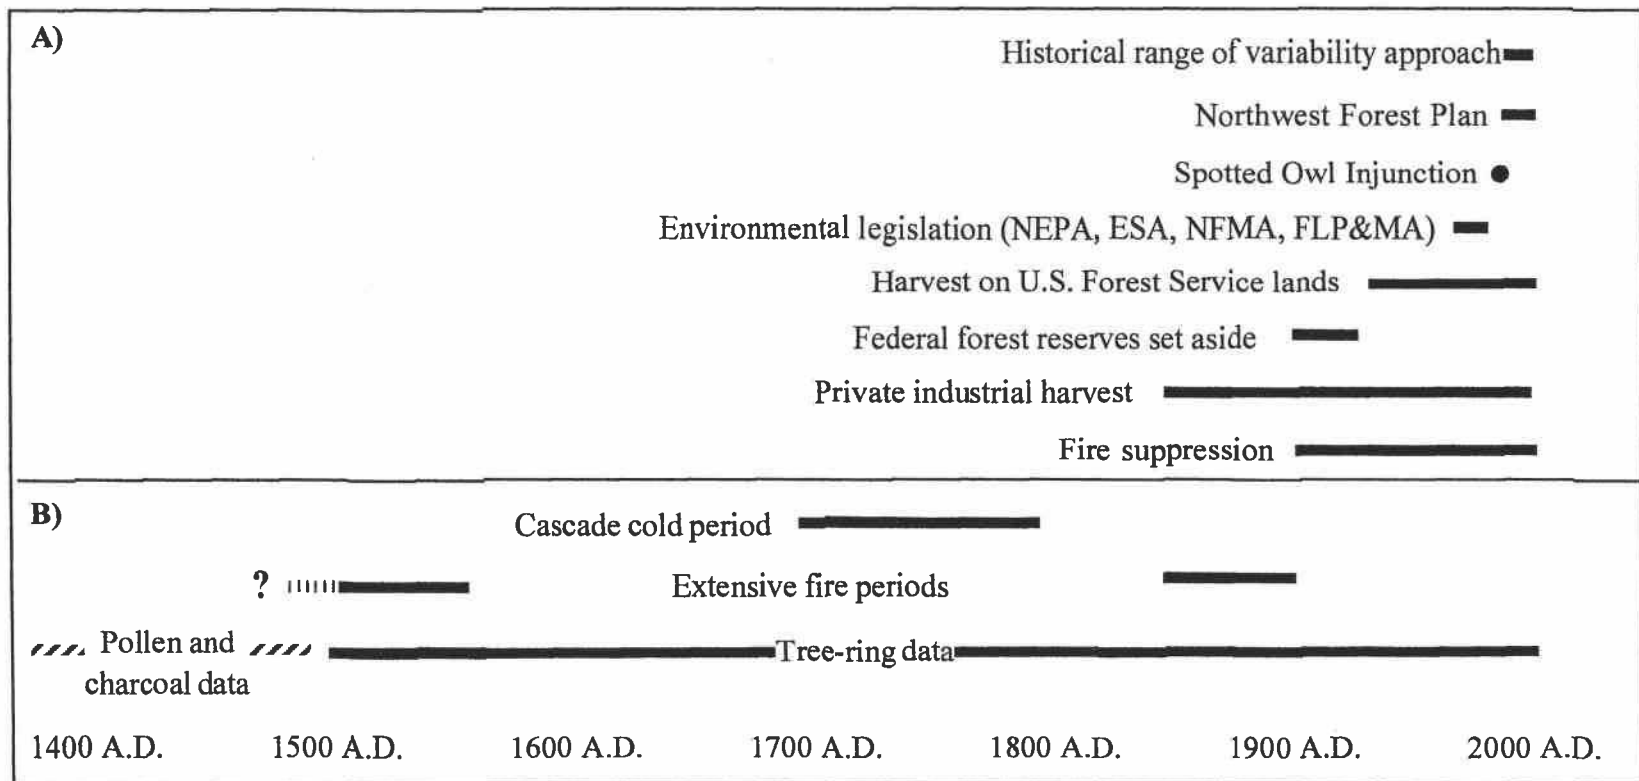 A)
Historical range of variability approach
Northwest Forest Plan
Spotted Owl Injunction
Environmental legislation (NEPA, ESA, NFMA, FLP&MA)
Harvest on U.S. Forest Service lands
Federal forest reserves set aside
Private industrial harvest
Fire suppression
B)
Cascade cold period
? Extensive fire periods
Pollen and Tree-ring data
charcoal data
1400 A.D. 1500 A.D. 1600 A.D. 1700 A.D. 1800 A.D. 1900 A.D. 2000 A.D.